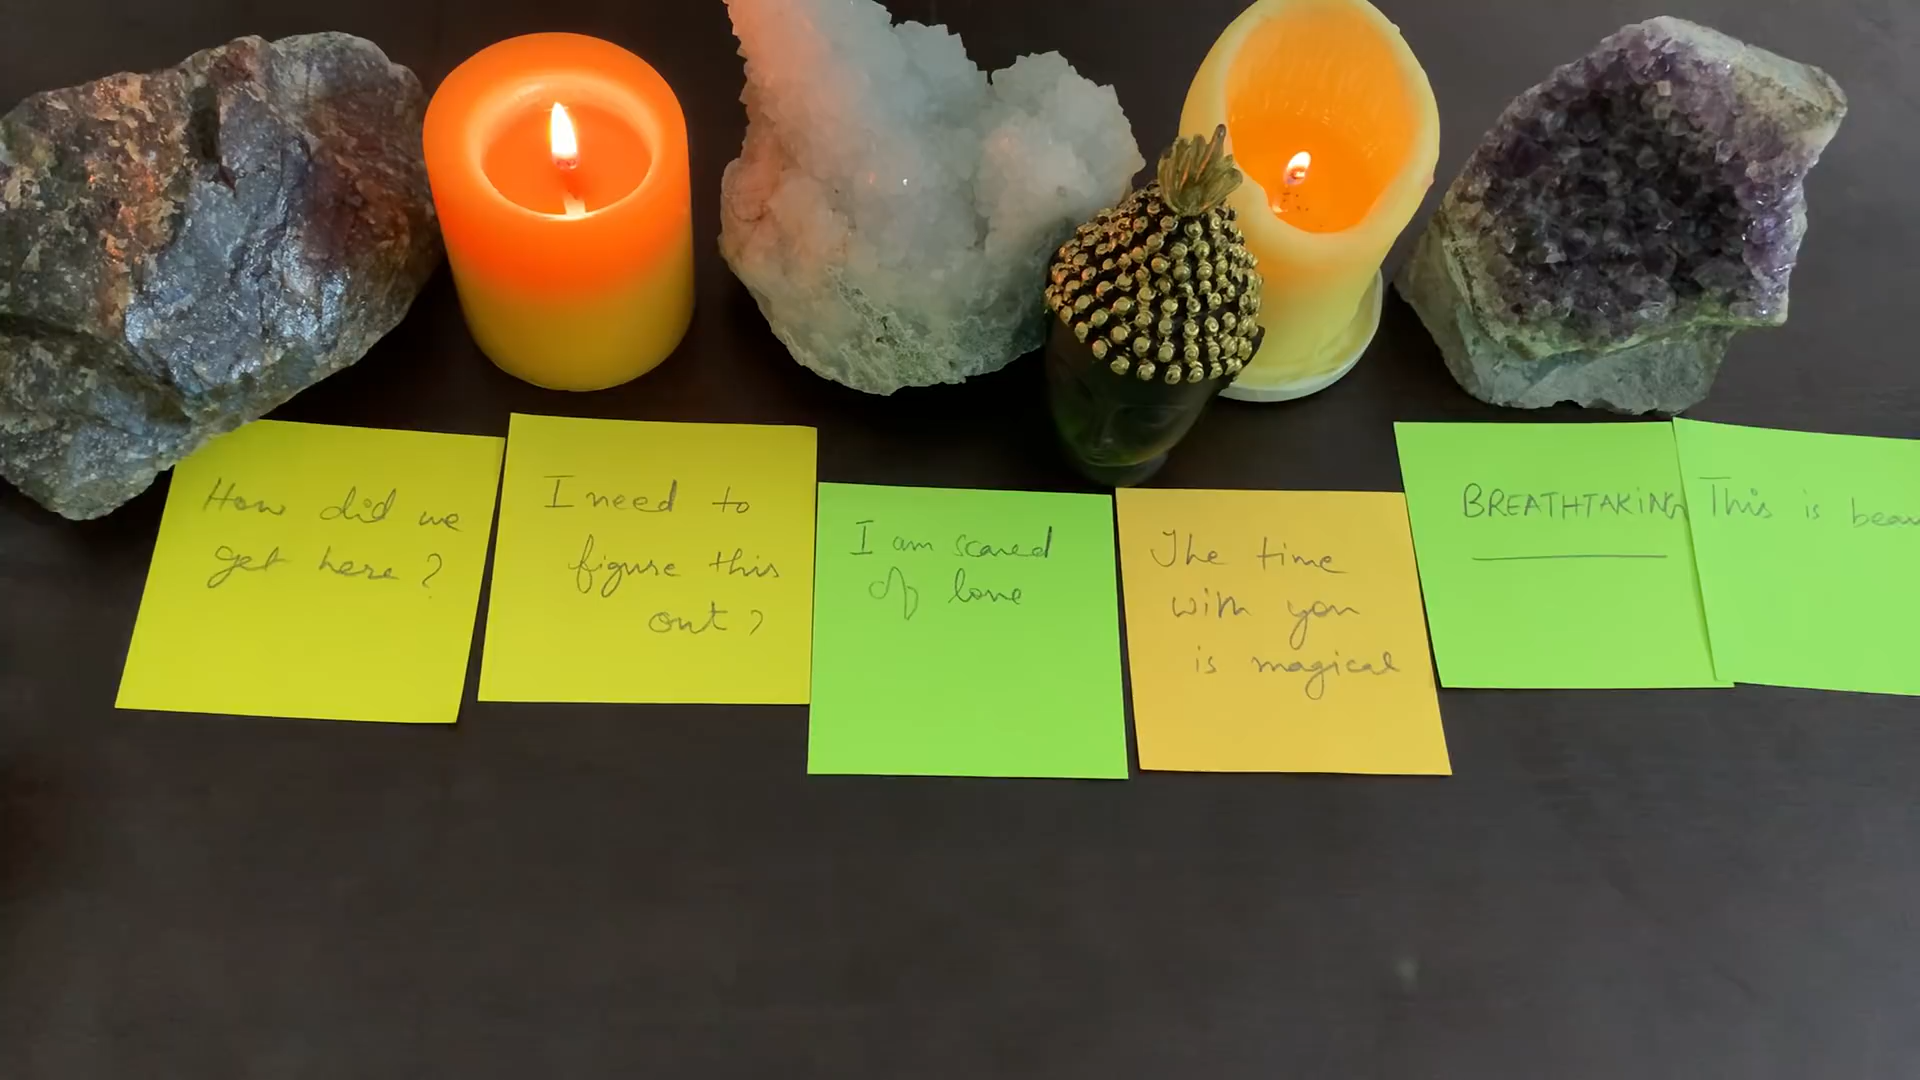 How did we
get here?
I need to
figure this
out?
I am scared
of love
The time
with you
is magical
BREATHTAKING
This is